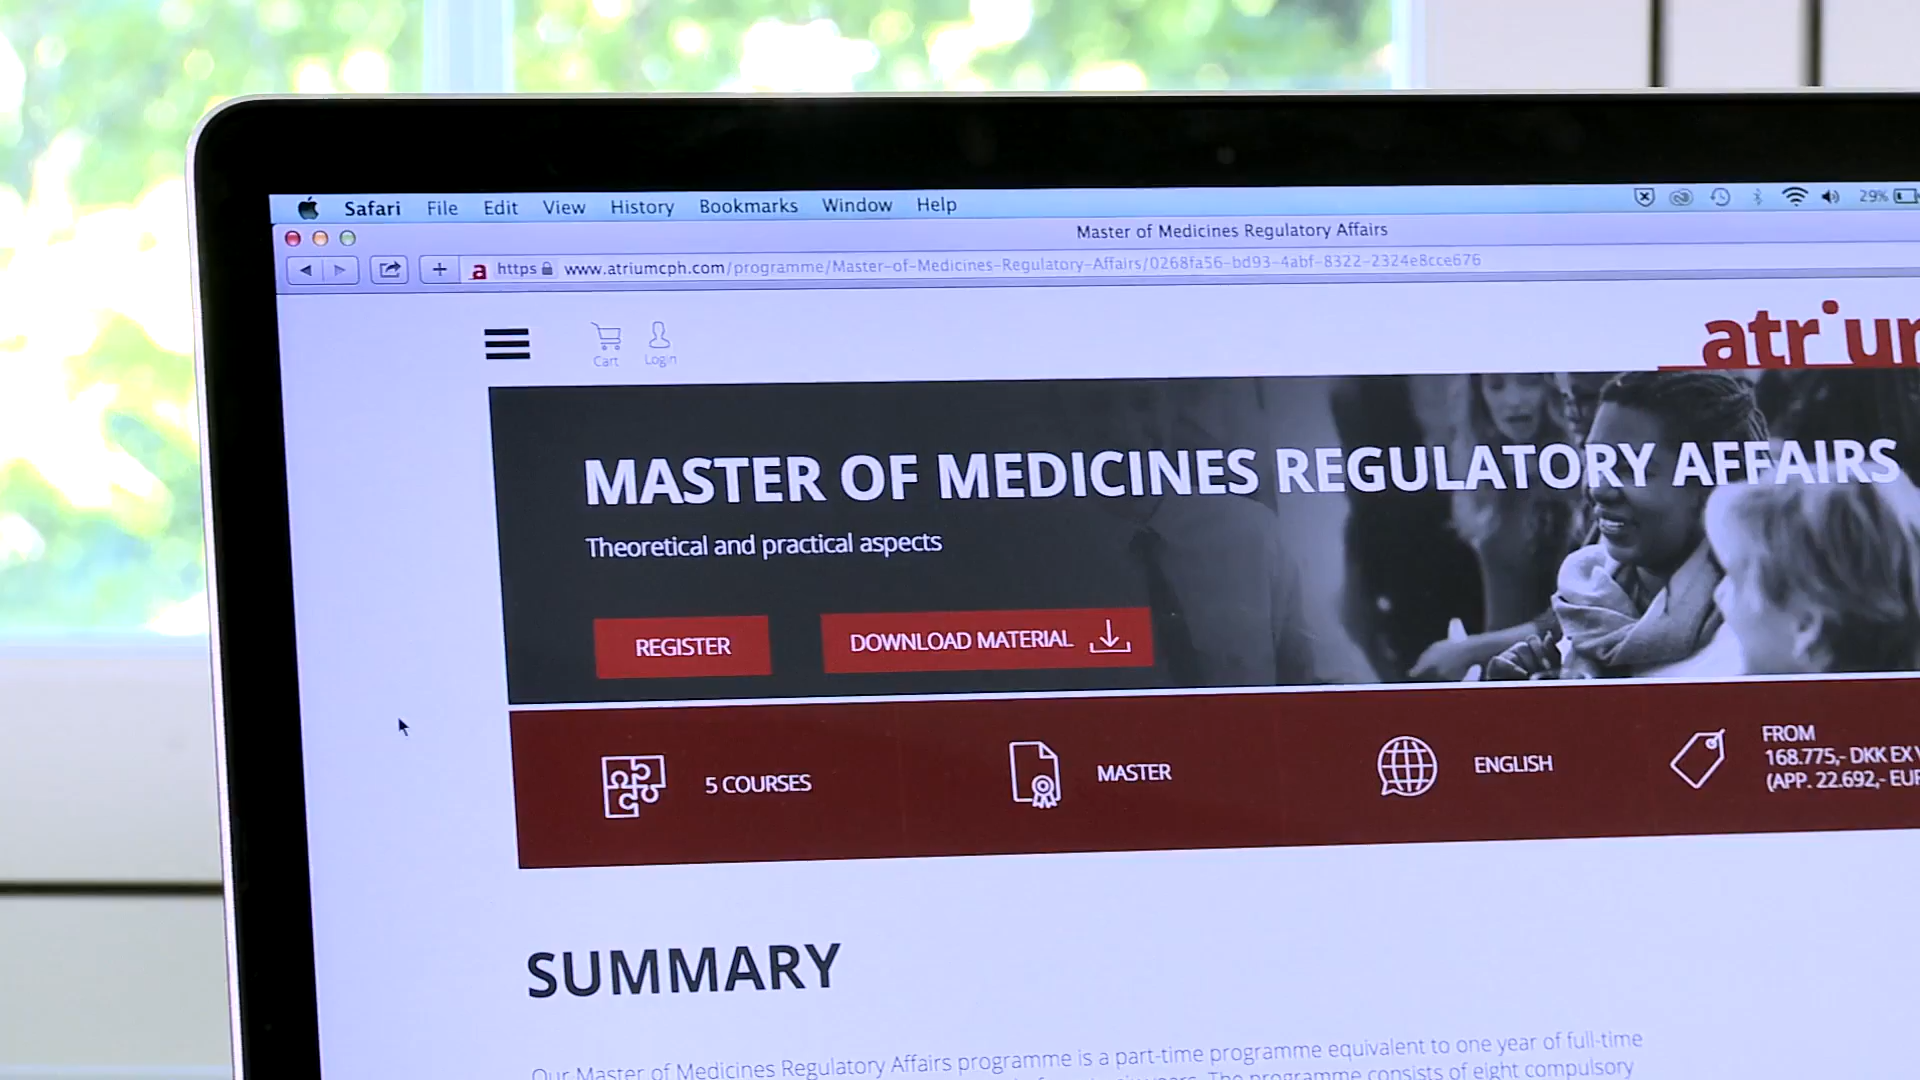 Safari File Edit View History Bookmarks Window Help 29%
Master of Medicines Regulatory Affairs
https www.atriumcph.com/programme/Master-of-Medicines-Regulatory-Affairs/0268fa56-bd93-4abf-8322-2324e8cce676
a
Cart Login
atriu
MASTER OF MEDICINES REGULATORY AFFAIRS
Theoretical and practical aspects
REGISTER DOWNLOAD MATERIAL
5 COURSES
MASTER
ENGLISH
FROM
168.775,- DKK EX
(APP. 22.692,- EUR
SUMMARY
Our Master of Medicines Regulatory Affairs programme is a part-time programme equivalent to one year of full-time
years. The programme consists of eight compulsory